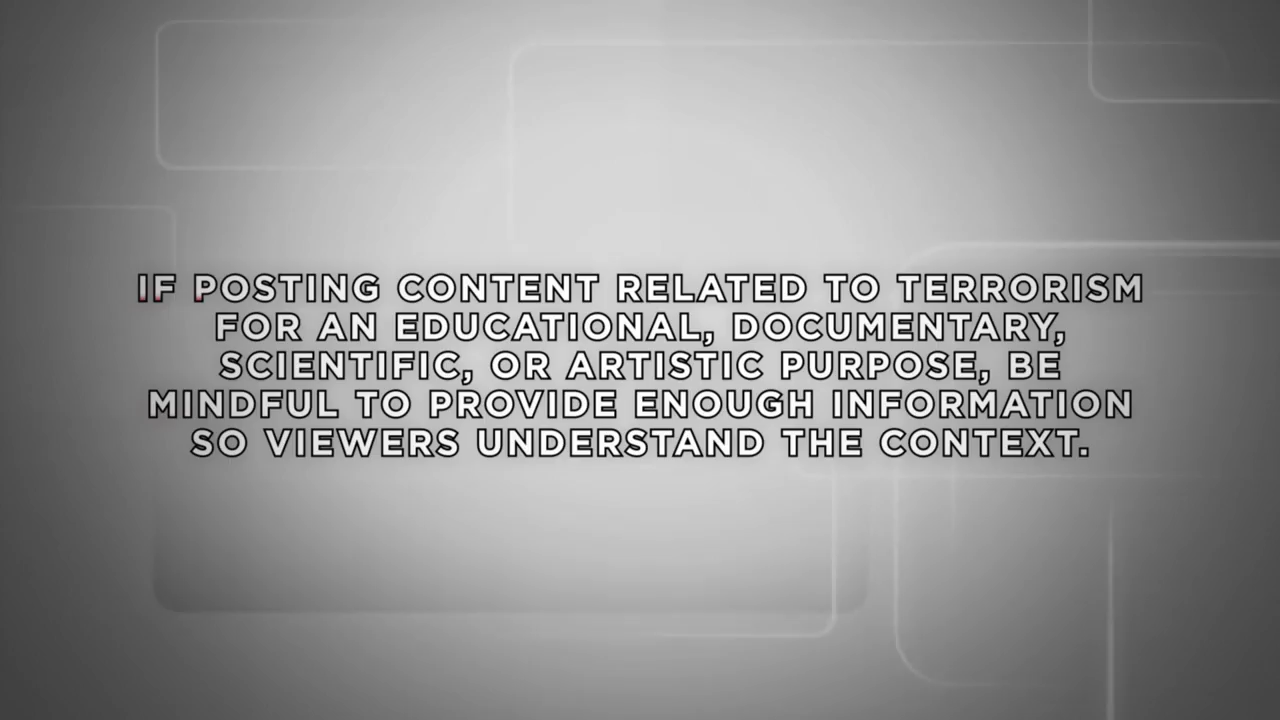 IF POSTING CONTENT RELATED TO TERRORISM
FOR AN EDUCATIONAL, DOCUMENTARY,
SCIENTIFIC, OR ARTISTIC PURPOSE, BE
MINDFUL TO PROVIDE ENOUGH INFORMATION
SO VIEWERS UNDERSTAND THE CONTEXT.